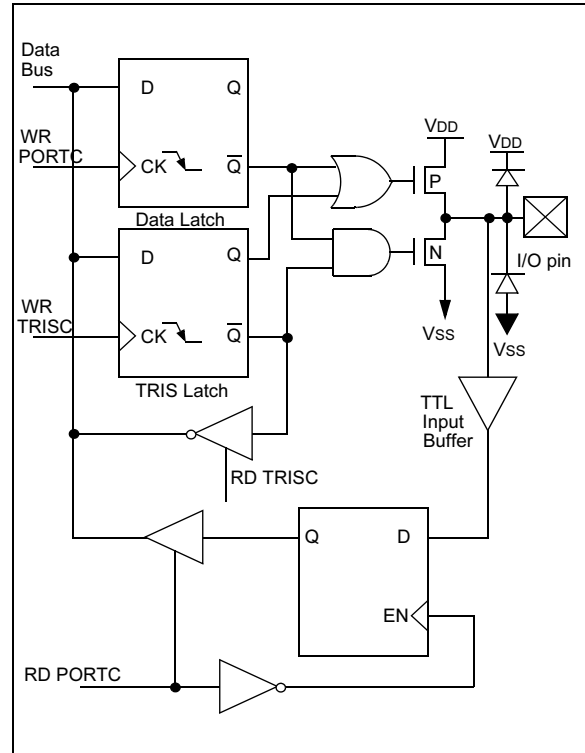 Data
Bus
D Q
WR
PORTC
CK Q
Data Latch
VDD
VDD
P
D Q
N
I/O pin
WR
TRISC
CK Q
VSS
VSS
TRIS Latch
TTL
Input
Buffer
RD TRISC
Q D
EN
RD PORTC